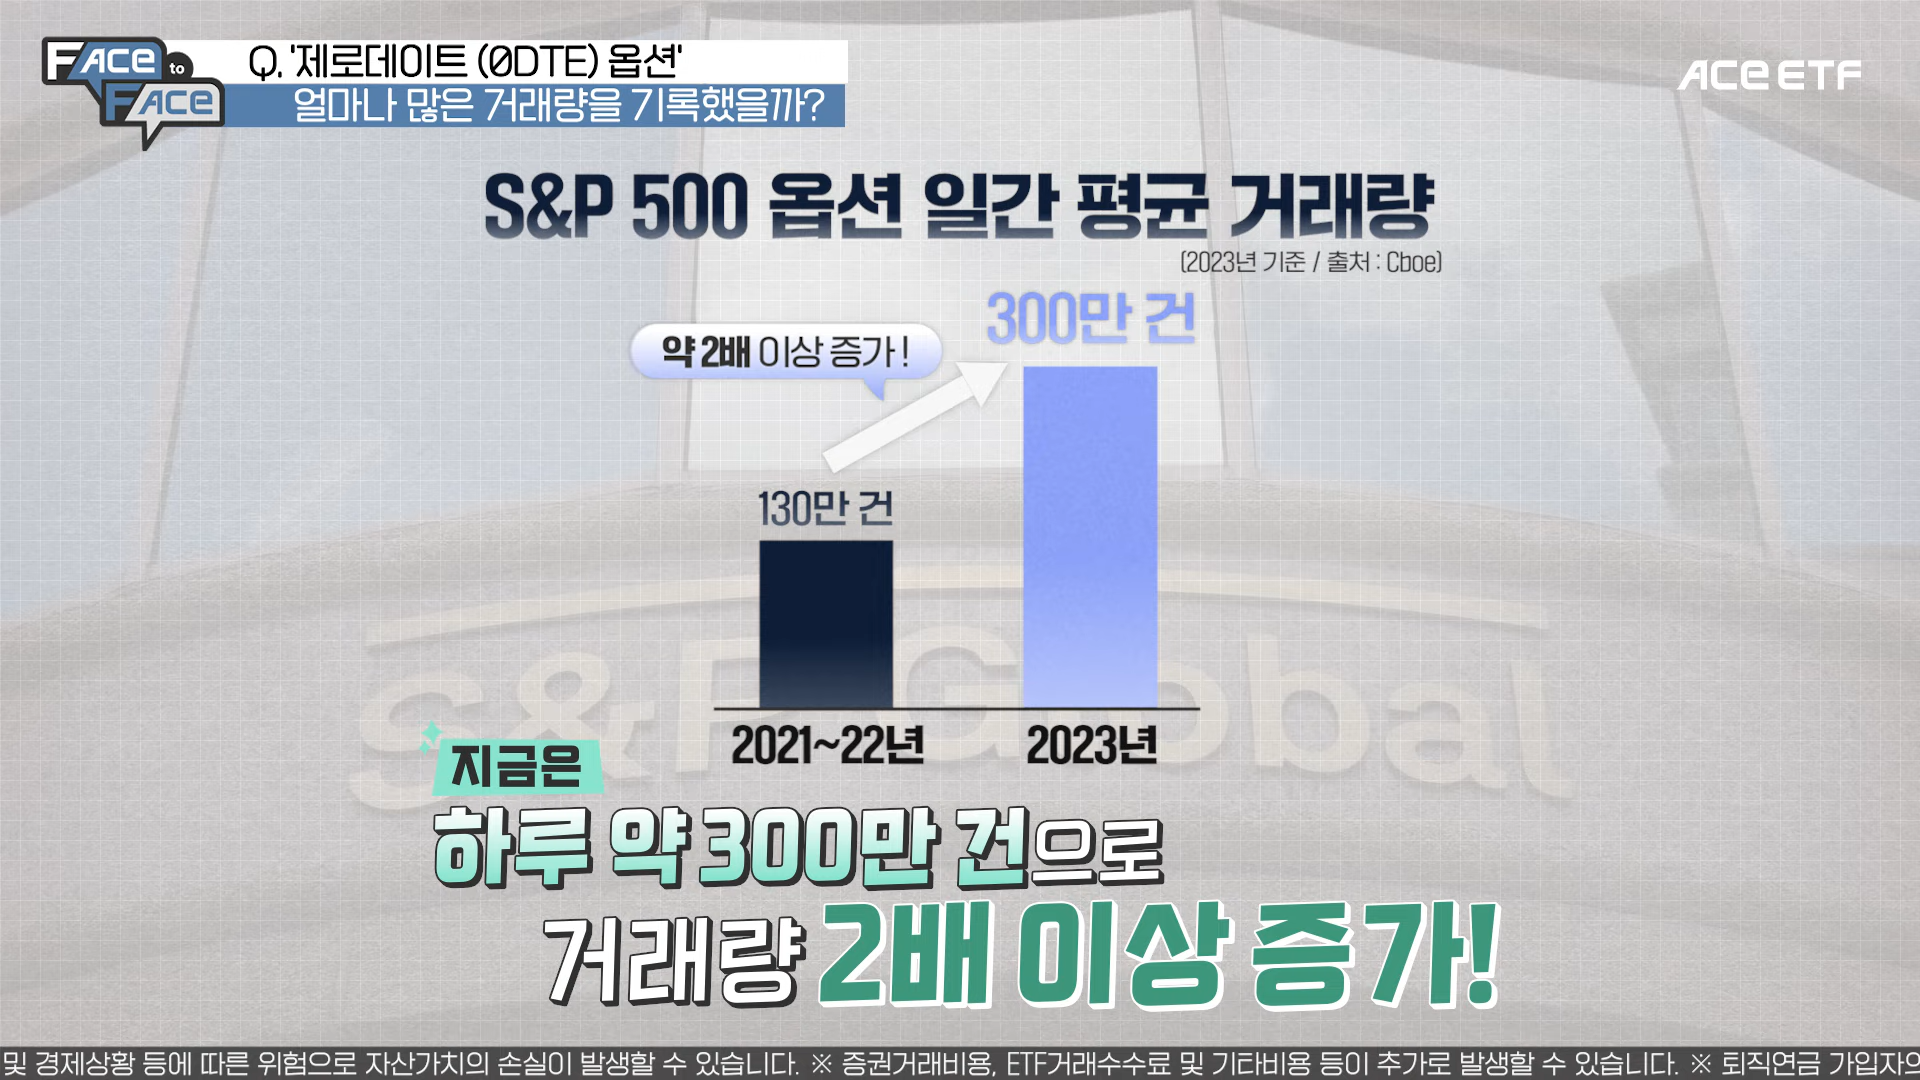 FACE to FACE
Q. '제로데이트 (0DTE) 옵션'
얼마나 많은 거래량을 기록했을까?
ACE ETF
S&P 500 옵션 일간 평균 거래량
(2023년 기준 / 출처 : Cboe)
300만 건
약 2배 이상 증가!
130만 건
S&P Global
2021~22년
2023년
지금은
하루 약 300만 건으로
거래량 2배 이상 증가!
및 경제상황 등에 따른 위험으로 자산가치의 손실이 발생할 수 있습니다. ※ 증권거래비용, ETF거래수수료 및 기타비용 등이 추가로 발생할 수 있습니다. ※ 퇴직연금 가입자의